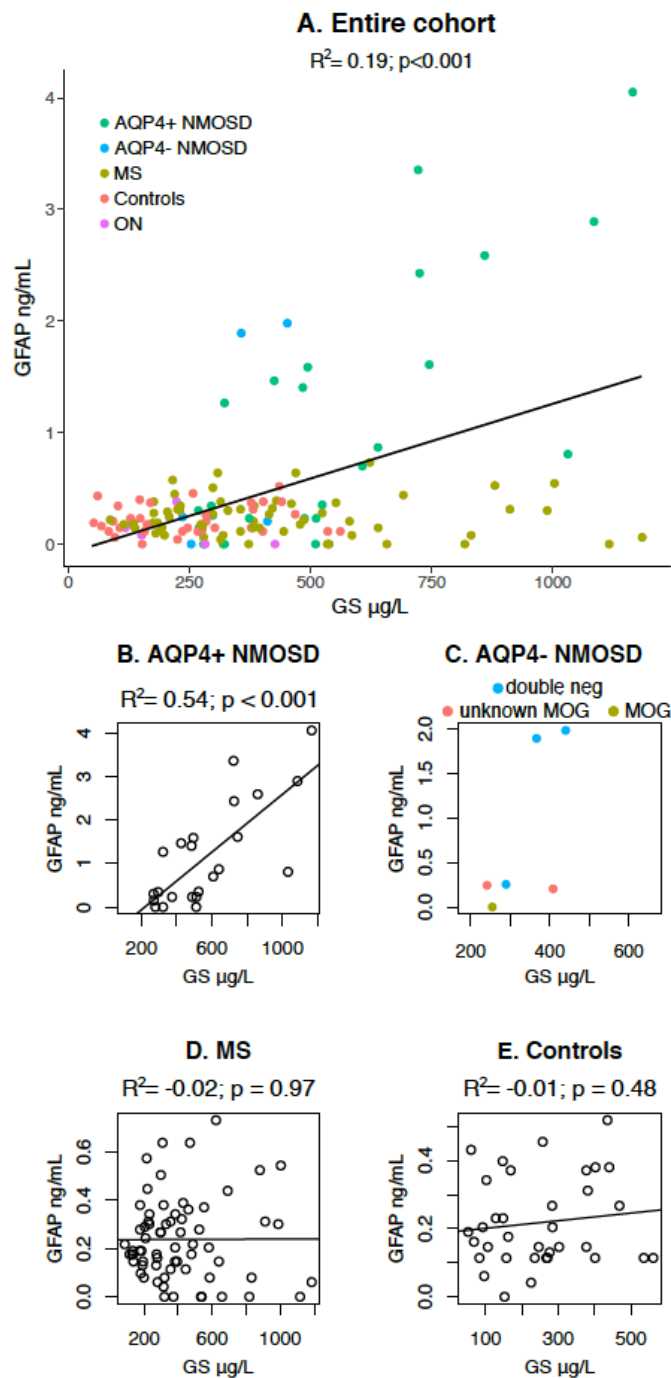 A. Entire cohort
R²= 0.19; p<0.001
4
3
2
1
0
GFAP ng/mL
AQP4+ NMOSD
AQP4- NMOSD
MS
Controls
ON
0 250 500 750 1000
GS µg/L
B. AQP4+ NMOSD
R²= 0.54; p < 0.001
GFAP ng/mL
0 1 2 3 4
200 600 1000
GS µg/L
C. AQP4- NMOSD
double neg
unknown MOG MOG
GFAP ng/mL
0.0 0.5 1.0 1.5 2.0
200 400 600
GS µg/L
D. MS
R²= -0.02; p = 0.97
GFAP ng/mL
0.0 0.2 0.4 0.6
200 600 1000
GS µg/L
E. Controls
R²= -0.01; p = 0.48
GFAP ng/mL
0.0 0.2 0.4
100 300 500
GS µg/L